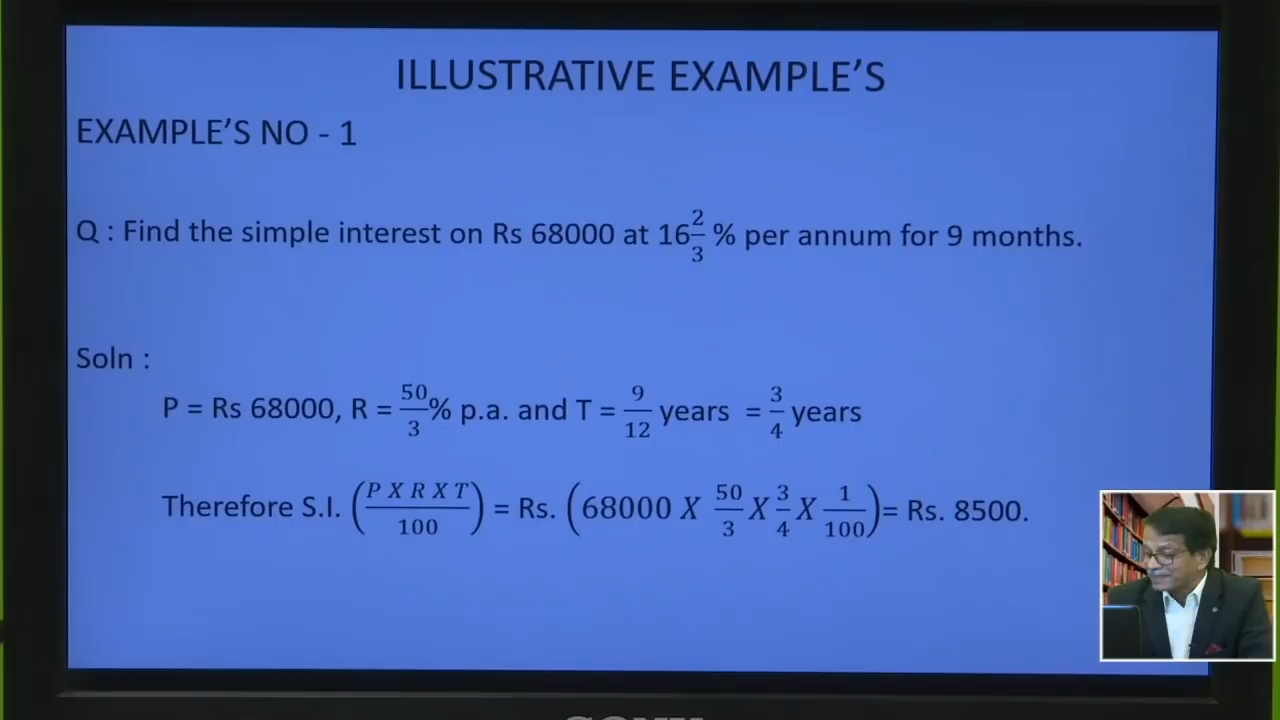 ILLUSTRATIVE EXAMPLE'S
EXAMPLE'S NO - 1
Q : Find the simple interest on Rs 68000 at 16 2/3 % per annum for 9 months.
Soln :
P = Rs 68000, R = 50/3 % p.a. and T = 9/12 years = 3/4 years
Therefore S.I. (P X R X T / 100) = Rs. (68000 X 50/3 X 3/4 X 1/100) = Rs. 8500.